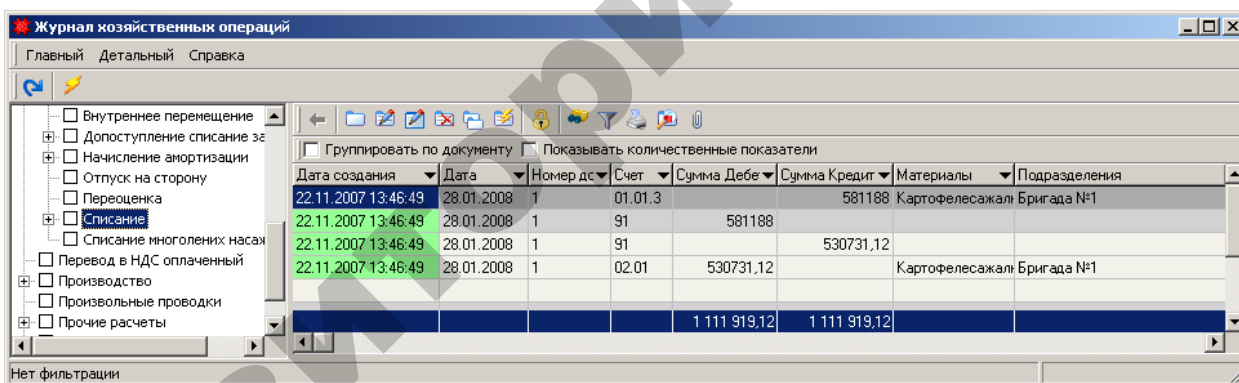 Журнал хозяйственных операций
Главный Детальный Справка
Внутреннее перемещение
Допоступление списание за
Начисление амортизации
Отпуск на сторону
Переоценка
Списание
Списание многолених насаж
Перевод в НДС оплаченный
Производство
Произвольные проводки
Прочие расчеты
Группировать по документу Показывать количественные показатели
Дата создания Дата Номер дс Счет Сумма Дебе Сумма Кредит Материалы Подразделения
22.11.2007 13:46:49 28.01.2008 1 01.01.3 581188 Картофелесажалк Бригада №1
22.11.2007 13:46:49 28.01.2008 1 91 581188
22.11.2007 13:46:49 28.01.2008 1 91 530731,12
22.11.2007 13:46:49 28.01.2008 1 02.01 530731,12 Картофелесажалк Бригада №1
1 111 919,12 1 111 919,12
Нет фильтрации